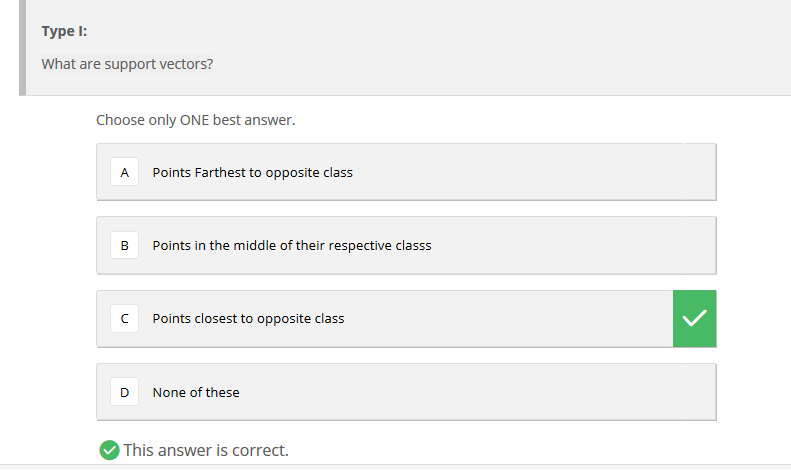 Type I:
What are support vectors?
Choose only ONE best answer.
A Points Farthest to opposite class
B Points in the middle of their respective classs
C Points closest to opposite class
D None of these
This answer is correct.